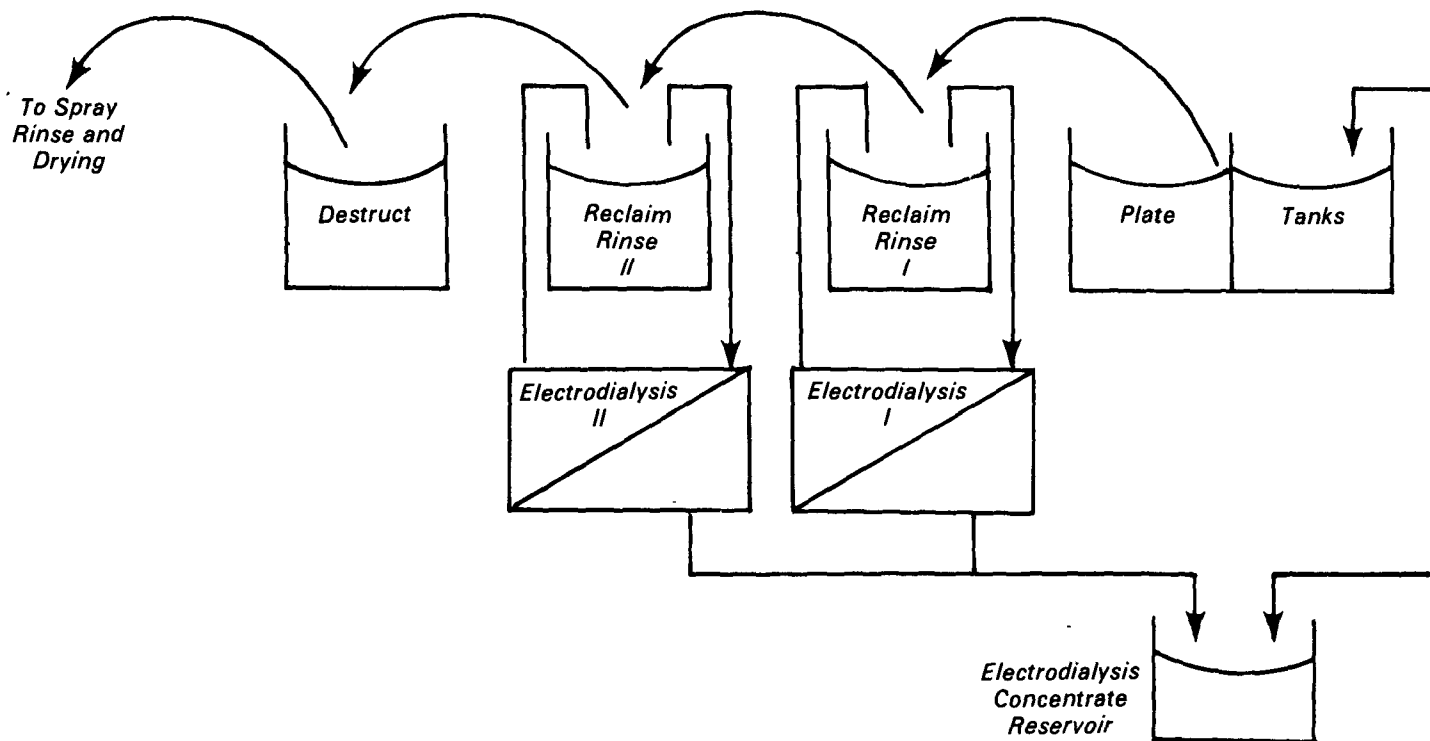 To Spray
Rinse and
Drying
Destruct
Reclaim
Rinse
II
Reclaim
Rinse
I
Plate
Tanks
Electrodialysis
II
Electrodialysis
I
Electrodialysis
Concentrate
Reservoir